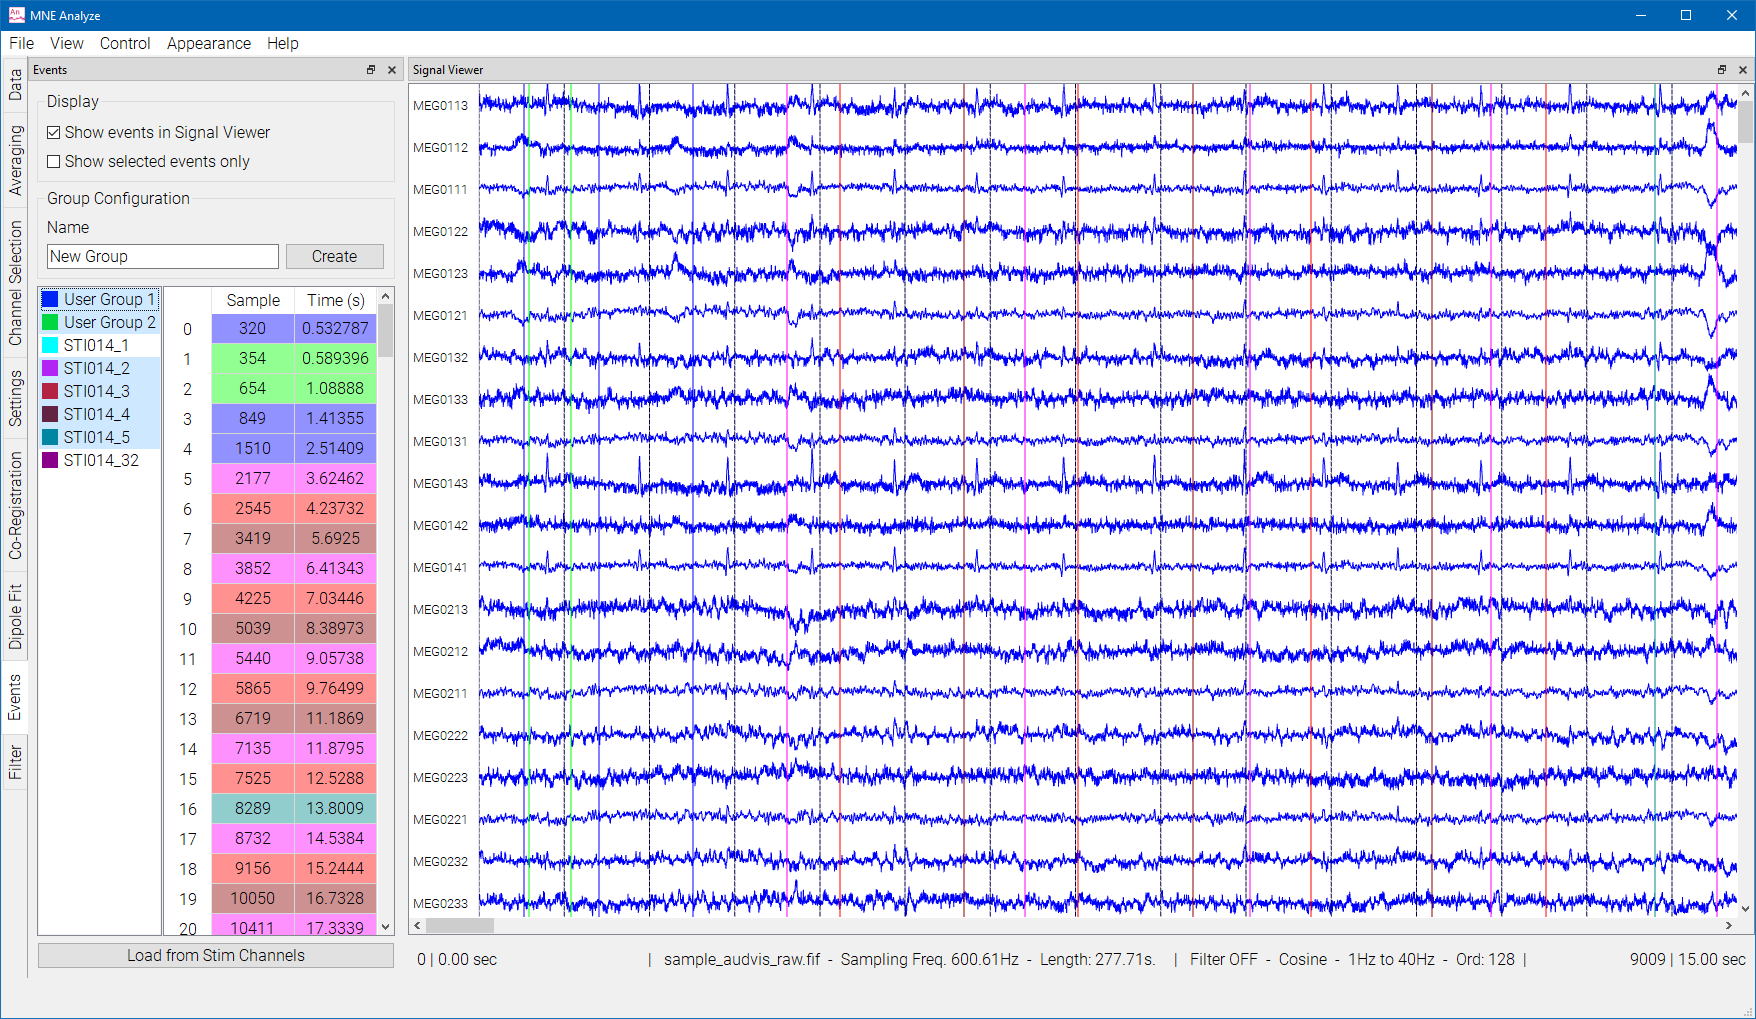 MNE Analyze
File View Control Appearance Help
Data
Averaging
Channel Selection
Settings
Co-Registration
Dipole Fit
Events
Filter
Events
Display
Show events in Signal Viewer
Show selected events only
Group Configuration
Name
New Group Create
User Group 1
User Group 2
STI014_1
STI014_2
STI014_3
STI014_4
STI014_5
STI014_32
Sample Time (s)
0 320 0.532787
1 354 0.589396
2 654 1.08888
3 849 1.41355
4 1510 2.51409
5 2177 3.62462
6 2545 4.23732
7 3419 5.6925
8 3852 6.41343
9 4225 7.03446
10 5039 8.38973
11 5440 9.05738
12 5865 9.76499
13 6719 11.1869
14 7135 11.8795
15 7525 12.5288
16 8289 13.8009
17 8732 14.5384
18 9156 15.2444
19 10050 16.7328
20 10411 17.3339
Load from Stim Channels
Signal Viewer
MEG0113
MEG0112
MEG0111
MEG0122
MEG0123
MEG0121
MEG0132
MEG0133
MEG0131
MEG0143
MEG0142
MEG0141
MEG0213
MEG0212
MEG0211
MEG0222
MEG0223
MEG0221
MEG0232
MEG0233
0 | 0.00 sec | sample_audvis_raw.fif - Sampling Freq. 600.61Hz - Length: 277.71s. | Filter OFF - Cosine - 1Hz to 40Hz - Ord: 128 | 9009 | 15.00 sec